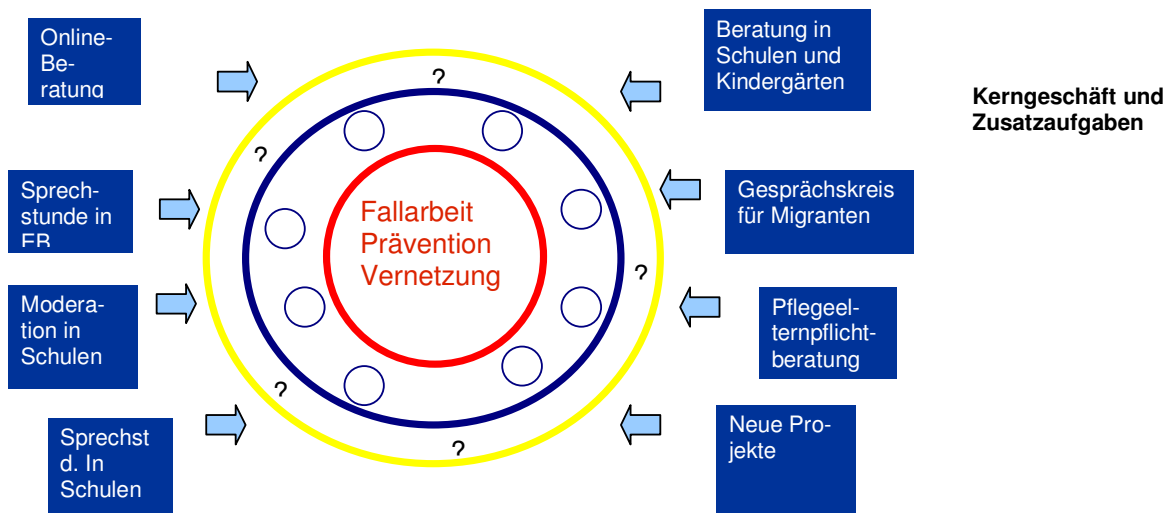 Online-
Be-
ratung
Sprech-
stunde in
Modera-
tion in
Schulen
Sprechst
d. In
Schulen
?
?
?
?
?
Fallarbeit
Prävention
Vernetzung
Beratung in
Schulen und
Kindergärten
Gesprächskreis
für Migranten
Pflegeel-
ternpflicht-
beratung
Neue Pro-
jekte
Kerngeschäft und
Zusatzaufgaben